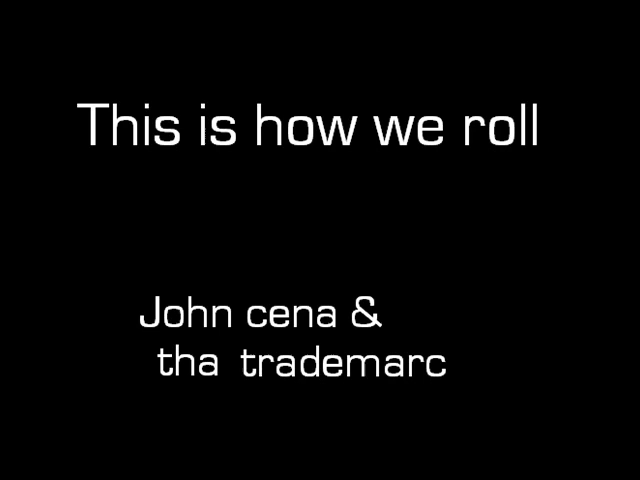 This is how we roll
John cena &
tha trademarc